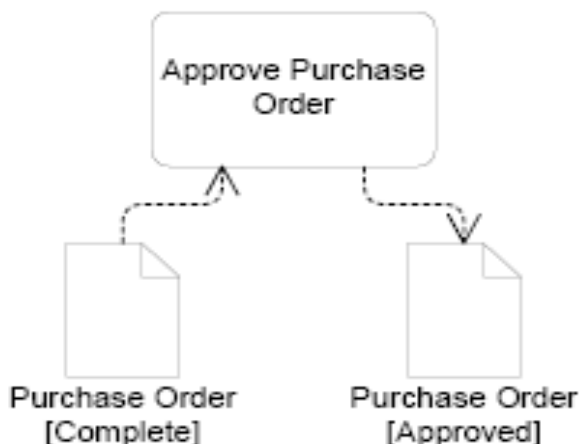 Approve Purchase
Order
Purchase Order
[Complete]
Purchase Order
[Approved]